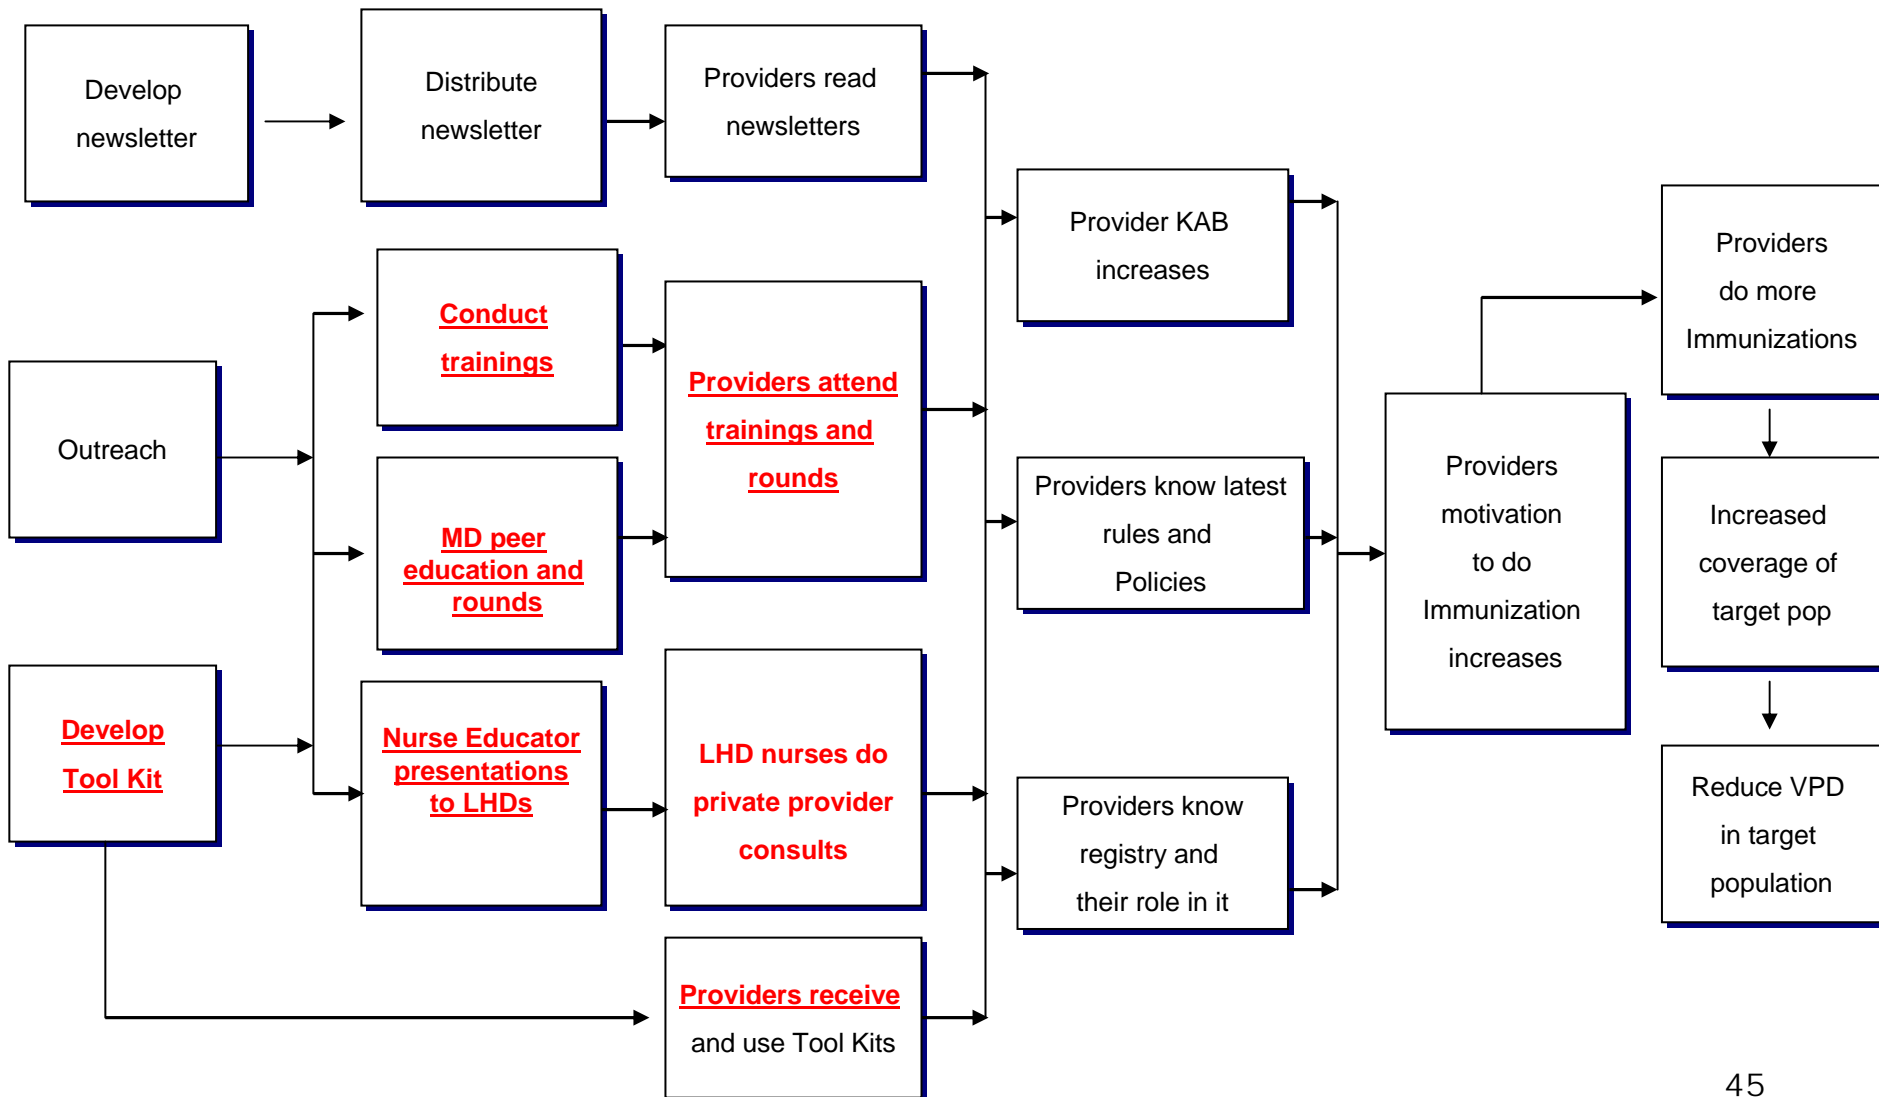 Develop
newsletter
Distribute
newsletter
Providers read
newsletters
Outreach
Conduct
trainings
MD peer
education and
rounds
Providers attend
trainings and
rounds
Develop
Tool Kit
Nurse Educator
presentations
to LHDs
LHD nurses do
private provider
consults
Providers receive
and use Tool Kits
Provider KAB
increases
Providers know latest
rules and
Policies
Providers know
registry and
their role in it
Providers
motivation
to do
Immunization
increases
Providers
do more
Immunizations
Increased
coverage of
target pop
Reduce VPD
in target
population
45